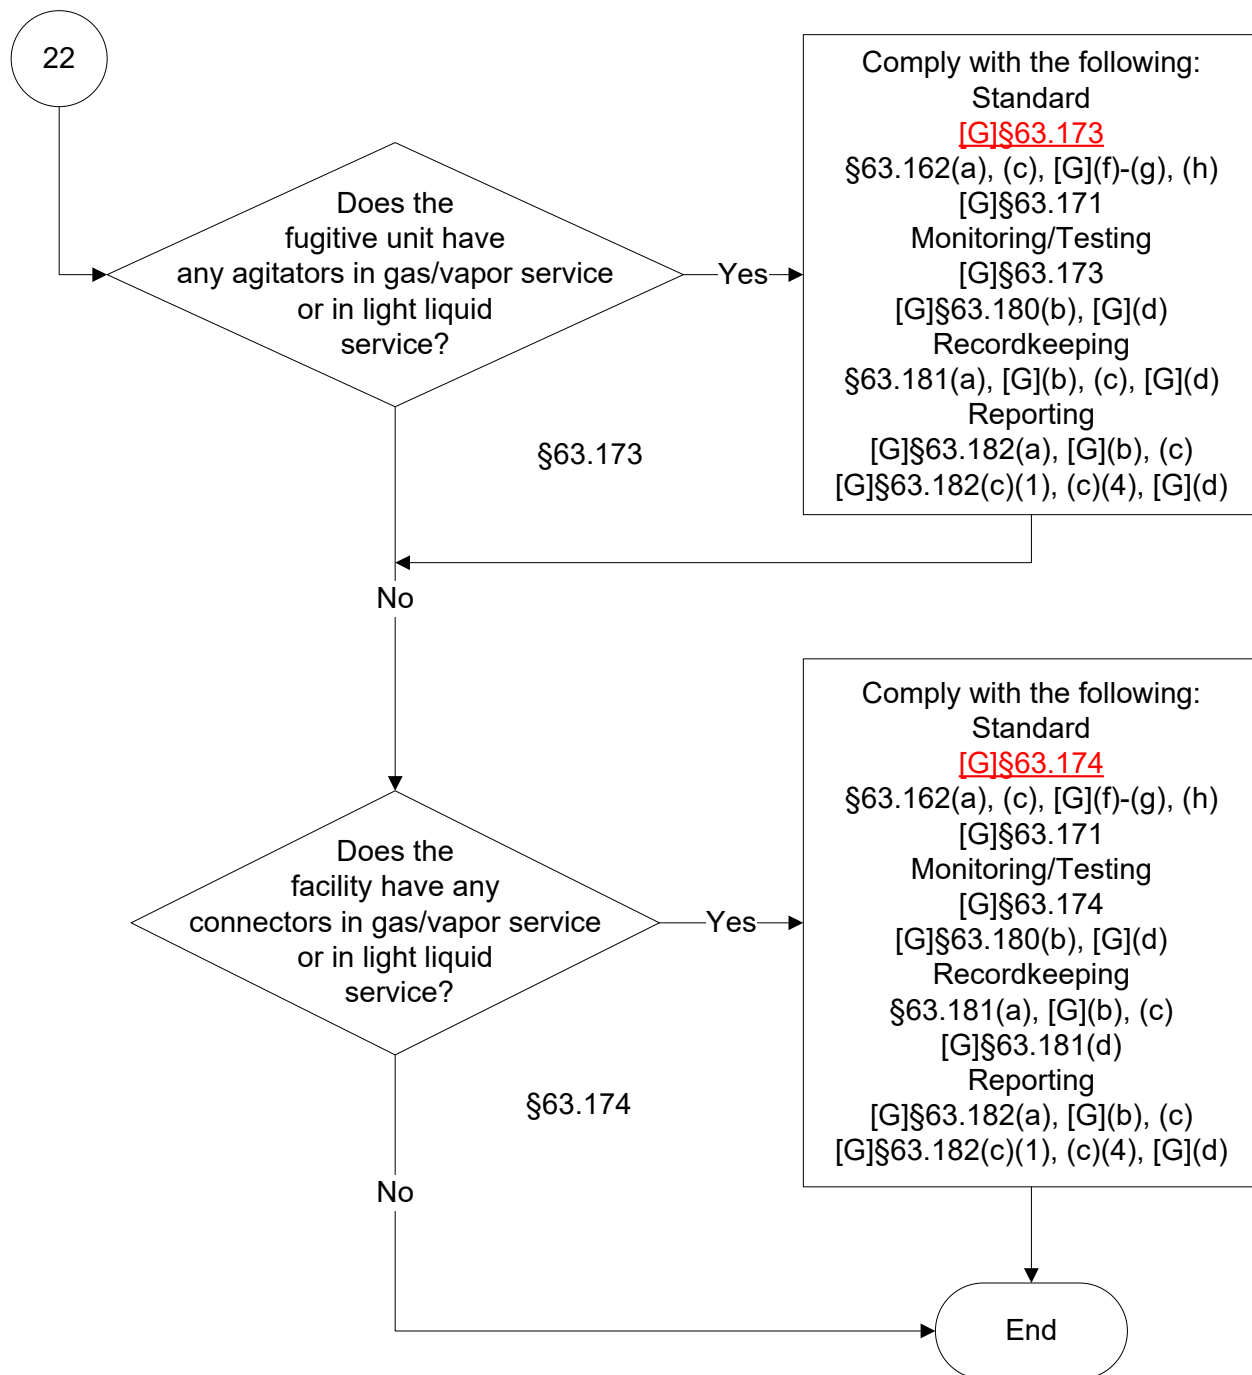 22
Does the
fugitive unit have
any agitators in gas/vapor service
or in light liquid
service?
Yes
Comply with the following:
Standard
[G]§63.173
§63.162(a), (c), [G](f)-(g), (h)
[G]§63.171
Monitoring/Testing
[G]§63.173
[G]§63.180(b), [G](d)
Recordkeeping
§63.181(a), [G](b), (c), [G](d)
Reporting
[G]§63.182(a), [G](b), (c)
[G]§63.182(c)(1), (c)(4), [G](d)
§63.173
No
Does the
facility have any
connectors in gas/vapor service
or in light liquid
service?
Yes
Comply with the following:
Standard
[G]§63.174
§63.162(a), (c), [G](f)-(g), (h)
[G]§63.171
Monitoring/Testing
[G]§63.174
[G]§63.180(b), [G](d)
Recordkeeping
§63.181(a), [G](b), (c)
[G]§63.181(d)
Reporting
[G]§63.182(a), [G](b), (c)
[G]§63.182(c)(1), (c)(4), [G](d)
§63.174
No
End